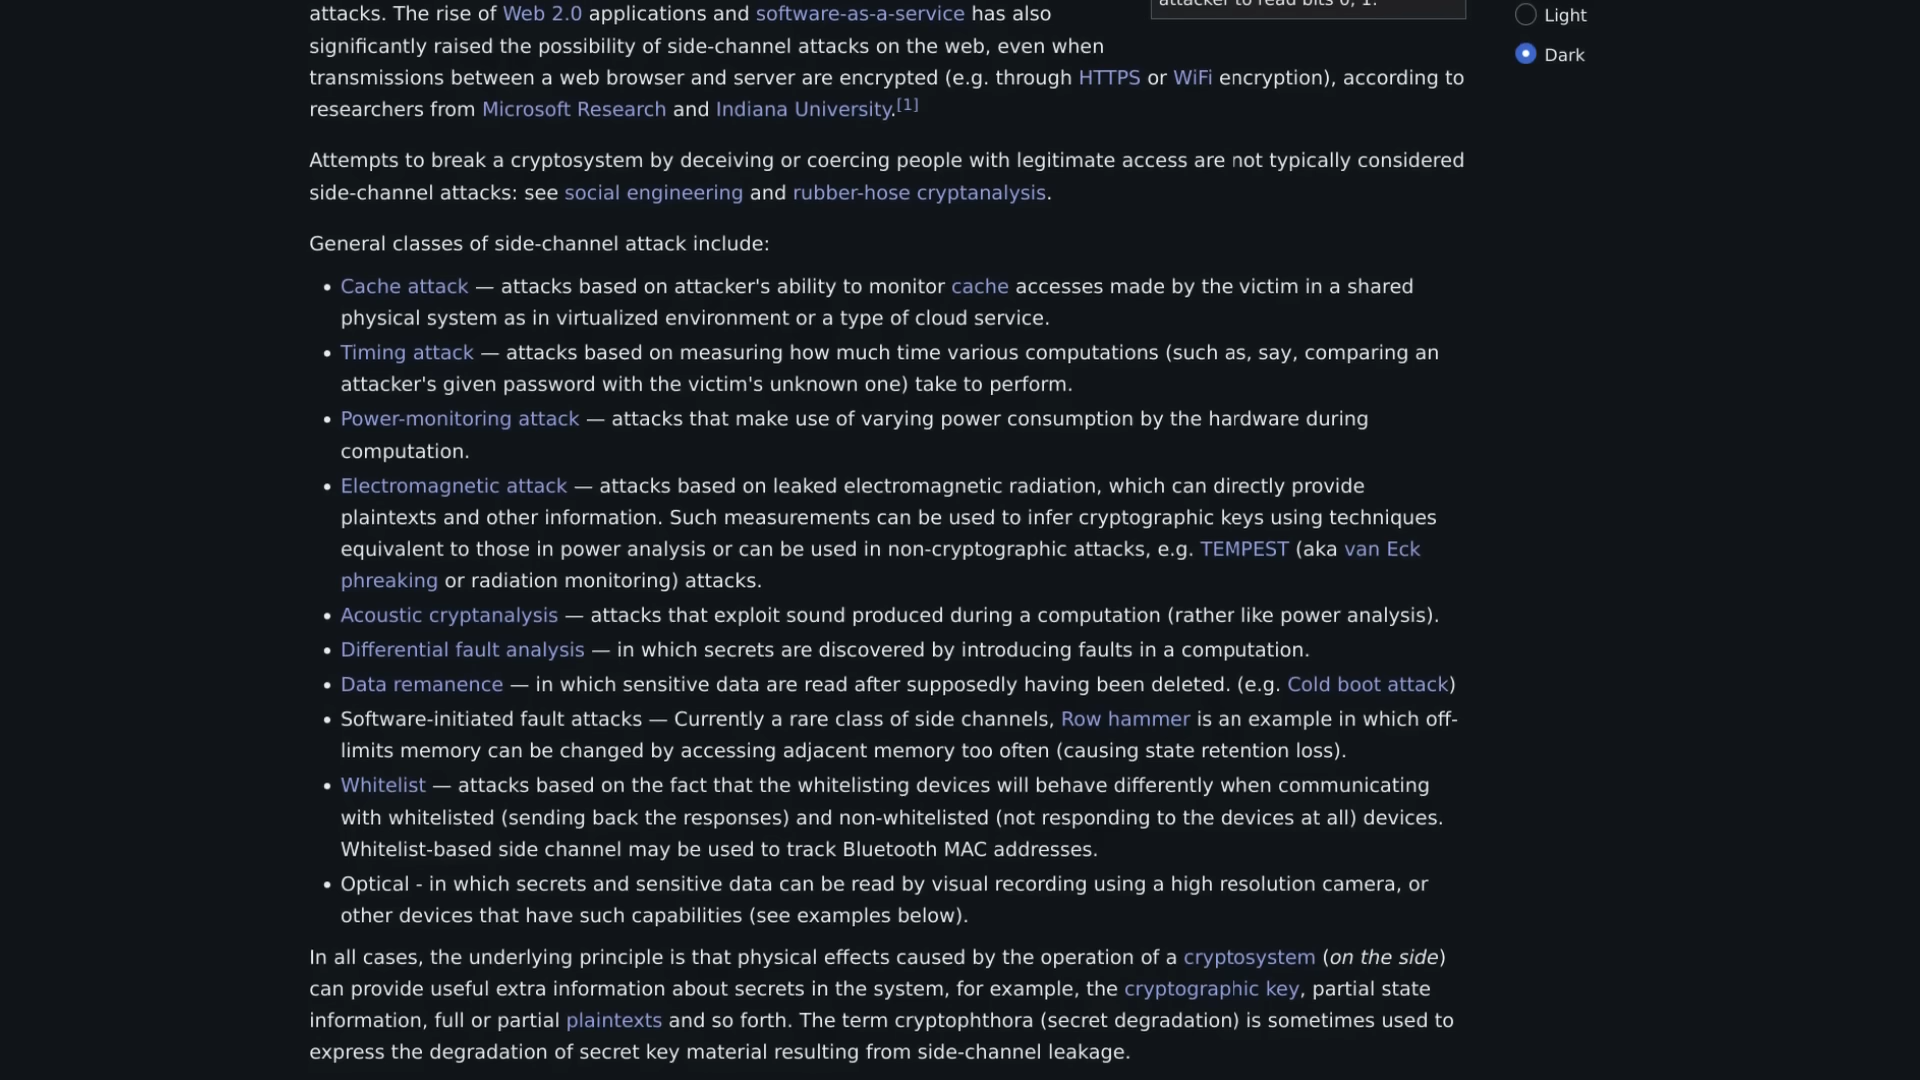 attacks. The rise of Web 2.0 applications and software-as-a-service has also
significantly raised the possibility of side-channel attacks on the web, even when
transmissions between a web browser and server are encrypted (e.g. through HTTPS or WiFi encryption), according to
researchers from Microsoft Research and Indiana University.[1]
attacker to read bits 0, 1.
Light
Dark
Attempts to break a cryptosystem by deceiving or coercing people with legitimate access are not typically considered
side-channel attacks: see social engineering and rubber-hose cryptanalysis.
General classes of side-channel attack include:
• Cache attack — attacks based on attacker's ability to monitor cache accesses made by the victim in a shared
physical system as in virtualized environment or a type of cloud service.
• Timing attack — attacks based on measuring how much time various computations (such as, say, comparing an
attacker's given password with the victim's unknown one) take to perform.
• Power-monitoring attack — attacks that make use of varying power consumption by the hardware during
computation.
• Electromagnetic attack — attacks based on leaked electromagnetic radiation, which can directly provide
plaintexts and other information. Such measurements can be used to infer cryptographic keys using techniques
equivalent to those in power analysis or can be used in non-cryptographic attacks, e.g. TEMPEST (aka van Eck
phreaking or radiation monitoring) attacks.
• Acoustic cryptanalysis — attacks that exploit sound produced during a computation (rather like power analysis).
• Differential fault analysis — in which secrets are discovered by introducing faults in a computation.
• Data remanence — in which sensitive data are read after supposedly having been deleted. (e.g. Cold boot attack)
• Software-initiated fault attacks — Currently a rare class of side channels, Row hammer is an example in which off-
limits memory can be changed by accessing adjacent memory too often (causing state retention loss).
• Whitelist — attacks based on the fact that the whitelisting devices will behave differently when communicating
with whitelisted (sending back the responses) and non-whitelisted (not responding to the devices at all) devices.
Whitelist-based side channel may be used to track Bluetooth MAC addresses.
• Optical - in which secrets and sensitive data can be read by visual recording using a high resolution camera, or
other devices that have such capabilities (see examples below).
In all cases, the underlying principle is that physical effects caused by the operation of a cryptosystem (on the side)
can provide useful extra information about secrets in the system, for example, the cryptographic key, partial state
information, full or partial plaintexts and so forth. The term cryptophthora (secret degradation) is sometimes used to
express the degradation of secret key material resulting from side-channel leakage.